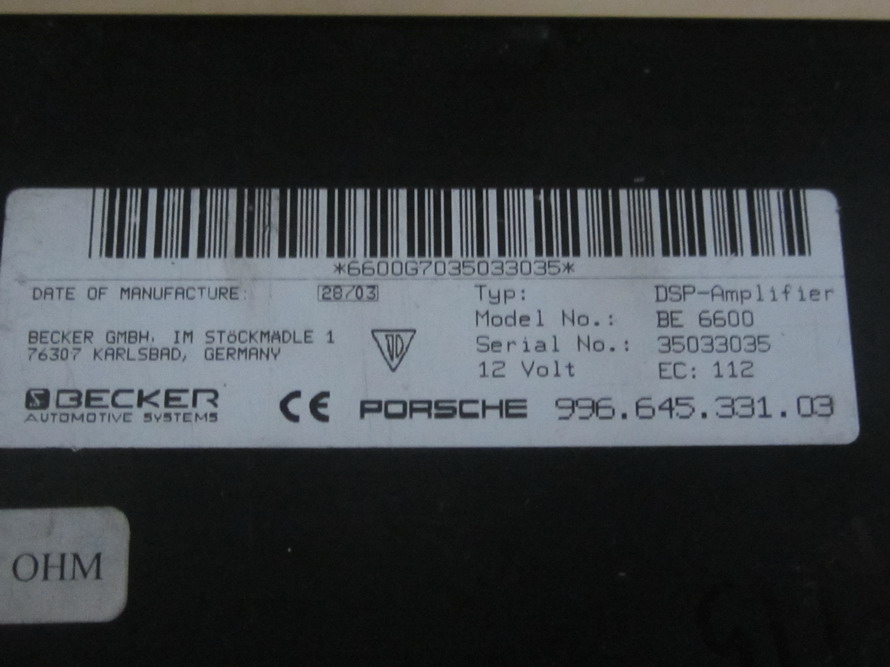 *6600G7035033035*
DATE OF MANUFACTURE: 28/03
BECKER GMBH, IM STÖCKMÄDLE 1
76307 KARLSBAD, GERMANY
Typ: DSP-Amplifier
Model No.: BE 6600
Serial No.: 35033035
12 Volt EC: 112
BECKER
AUTOMOTIVE SYSTEMS
CE PORSCHE 996.645.331.03
OHM